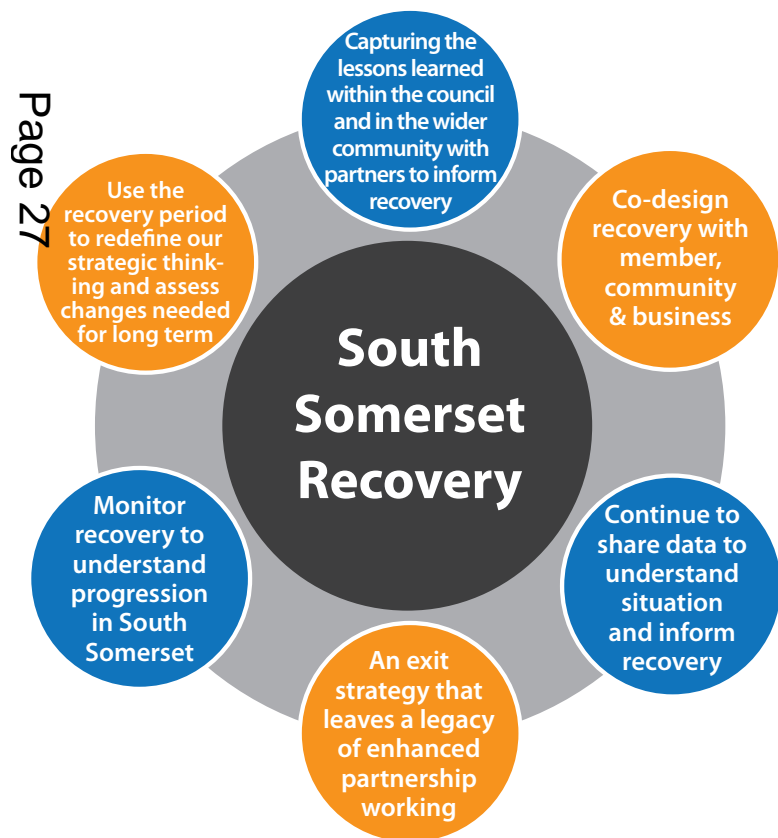 Page 27
Capturing the
lessons learned
within the council
and in the wider
community with
partners to inform
recovery
Co-design
recovery with
member,
community
& business
Continue to
share data to
understand
situation
and inform
recovery
An exit
strategy that
leaves a legacy
of enhanced
partnership
working
Monitor
recovery to
understand
progression
in South
Somerset
Use the
recovery period
to redefine our
strategic think-
ing and assess
changes needed
for long term
South
Somerset
Recovery